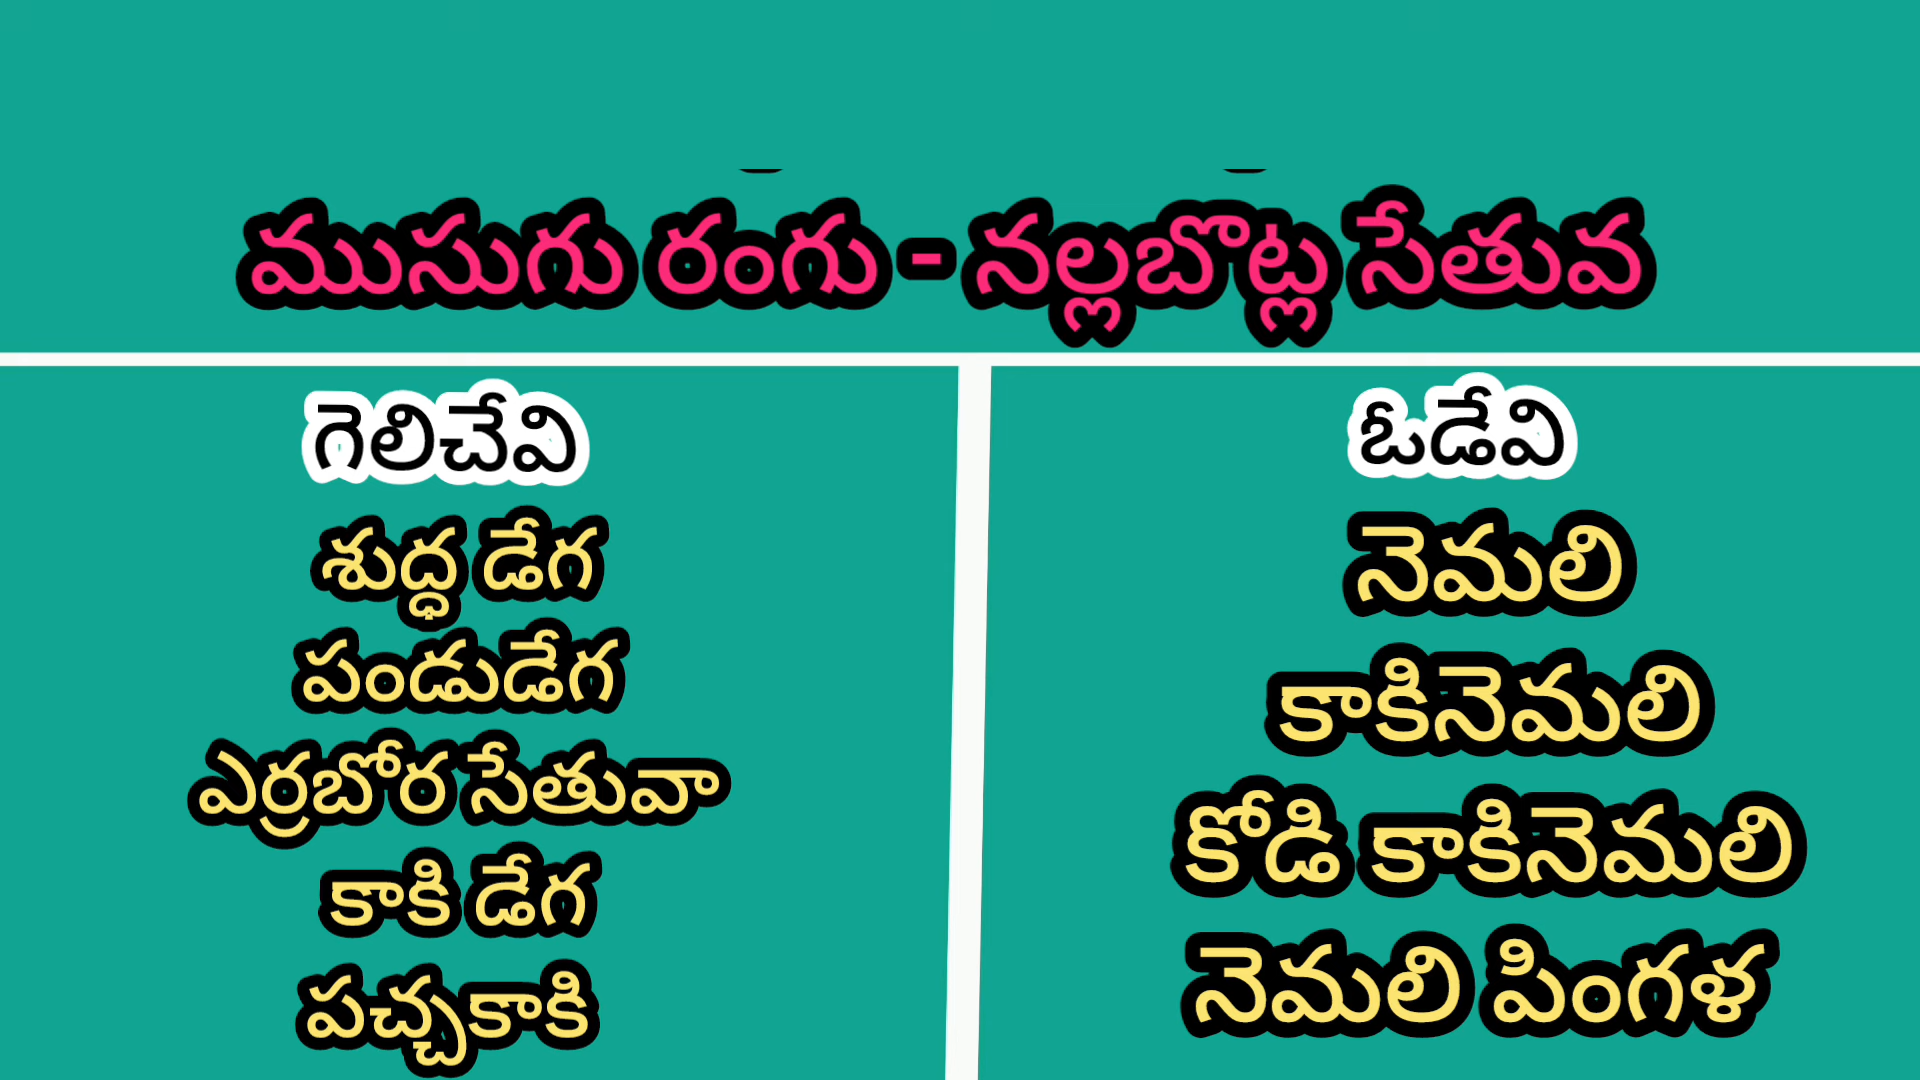 ముసుగు రంగు - నల్లబొట్ల సేతువ
గెలిచేవి
శుద్ధ డేగ
పండుడేగ
ఎర్రబోర సేతువా
కాకి డేగ
పచ్చకాకి
ఓడేవి
నెమలి
కాకినెమలి
కోడి కాకినెమలి
నెమలి పింగళ